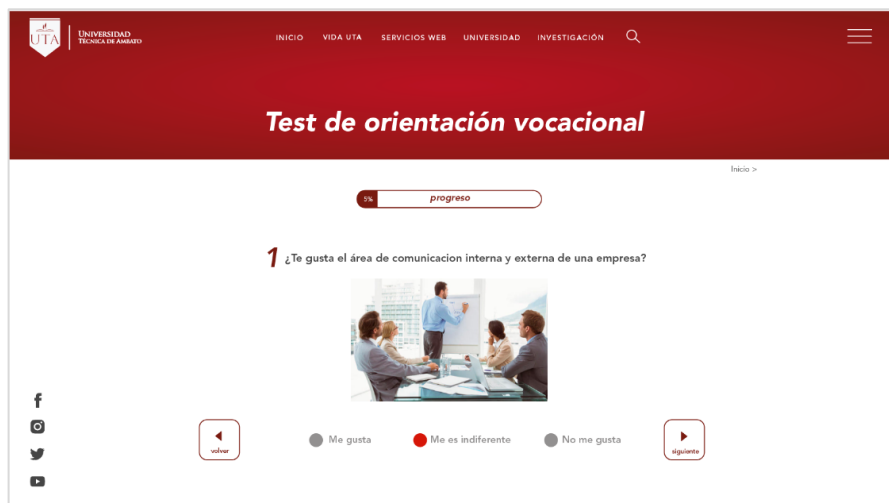 UTA
UNIVERSIDAD
TÉCNICA DE AMBATO
INICIO VIDA UTA SERVICIOS WEB UNIVERSIDAD INVESTIGACIÓN
Test de orientación vocacional
Inicio >
5% progreso
1 ¿Te gusta el área de comunicacion interna y externa de una empresa?
volver
Me gusta Me es indiferente No me gusta
siguiente